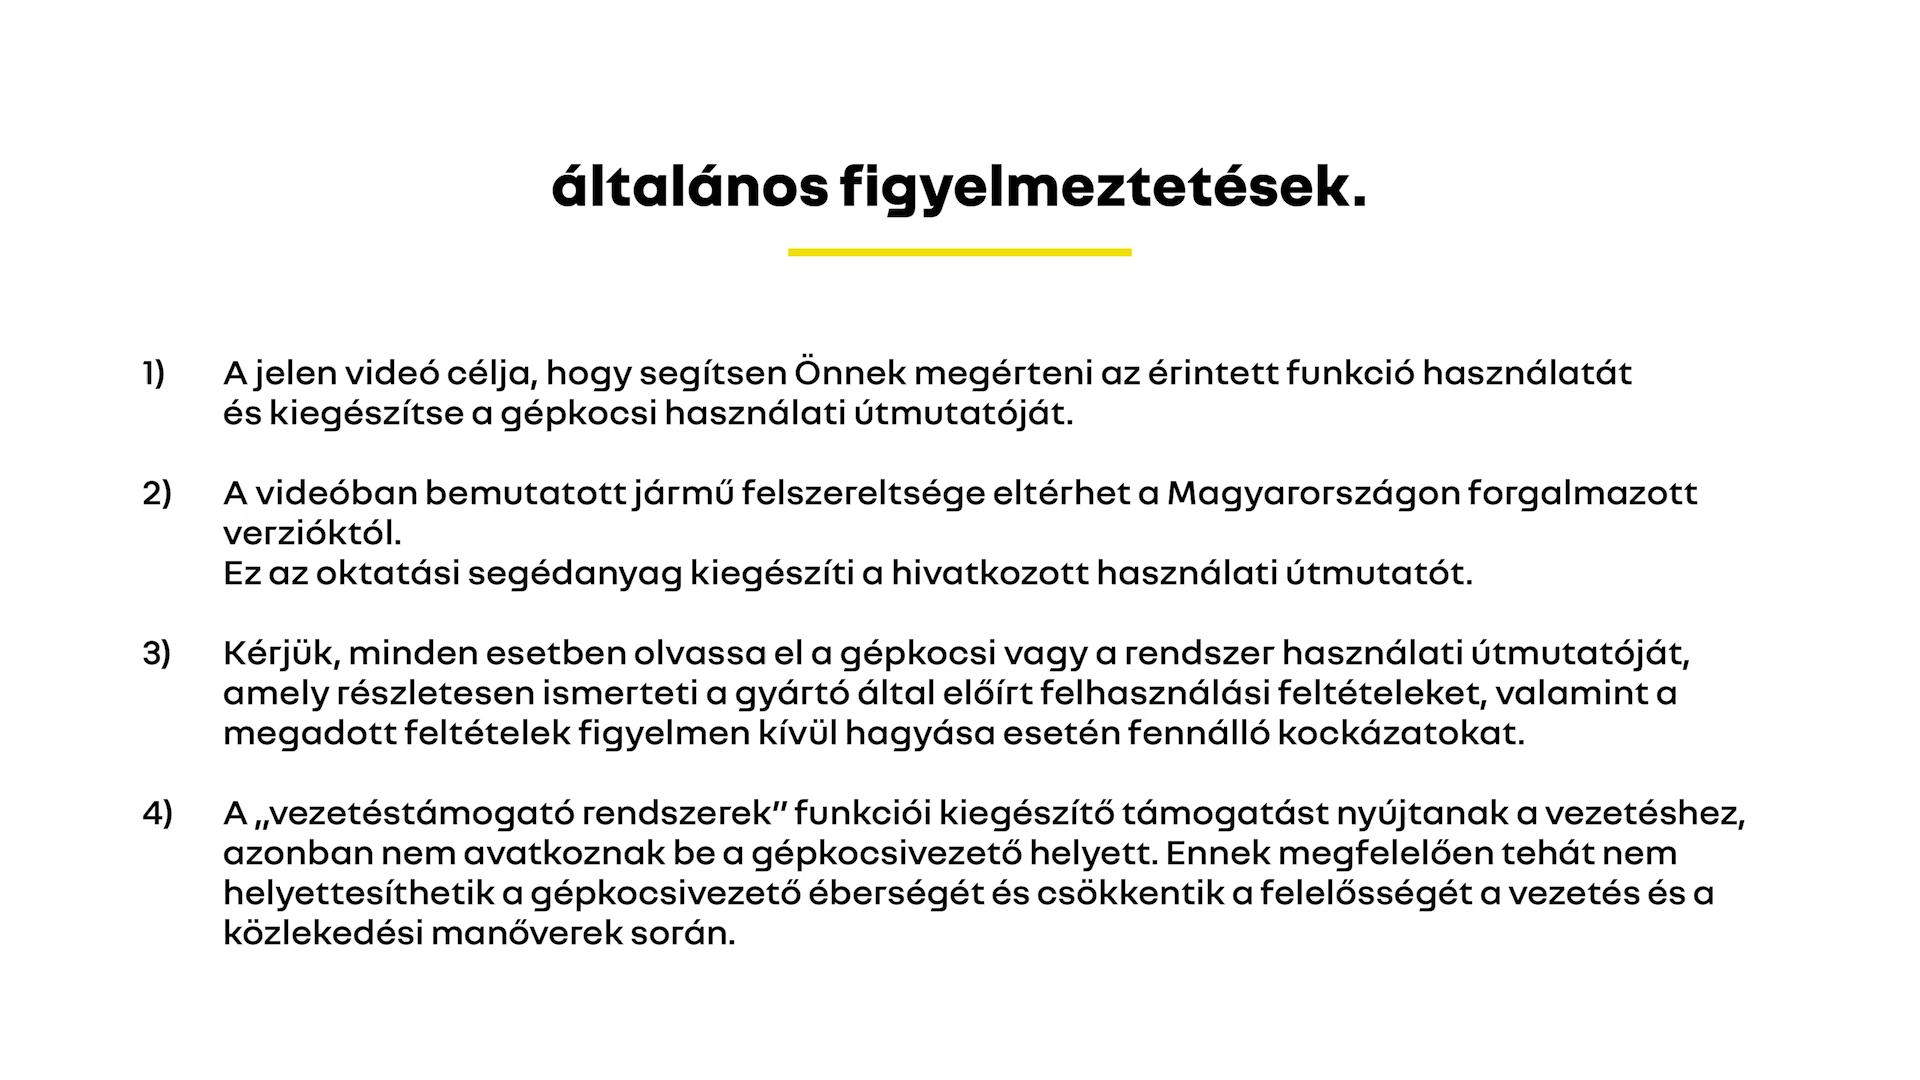 általános figyelmeztetések.
1) A jelen videó célja, hogy segítsen Önnek megérteni az érintett funkció használatát
és kiegészítse a gépkocsi használati útmutatóját.
2) A videóban bemutatott jármű felszereltsége eltérhet a Magyarországon forgalmazott
verzióktól.
Ez az oktatási segédanyag kiegészíti a hivatkozott használati útmutatót.
3) Kérjük, minden esetben olvassa el a gépkocsi vagy a rendszer használati útmutatóját,
amely részletesen ismerteti a gyártó által előírt felhasználási feltételeket, valamint a
megadott feltételek figyelmen kívül hagyása esetén fennálló kockázatokat.
4) A „vezetéstámogató rendszerek” funkciói kiegészítő támogatást nyújtanak a vezetéshez,
azonban nem avatkoznak be a gépkocsivezető helyett. Ennek megfelelően tehát nem
helyettesíthetik a gépkocsivezető éberségét és csökkentik a felelősségét a vezetés és a
közlekedési manőverek során.